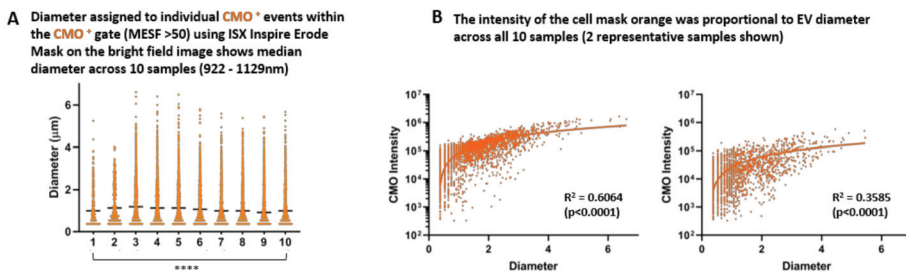 A Diameter assigned to individual CMO⁺ events within
the CMO⁺ gate (MESF >50) using ISX Inspire Erode
Mask on the bright field image shows median
diameter across 10 samples (922 - 1129nm)
Diameter (µm)
6
4
2
0
1 2 3 4 5 6 7 8 9 10
****
B The intensity of the cell mask orange was proportional to EV diameter
across all 10 samples (2 representative samples shown)
CMO Intensity
10⁷
10⁶
10⁵
10⁴
10³
10²
R² = 0.6064
(p<0.0001)
0 2 4 6 8
Diameter
CMO Intensity
10⁷
10⁶
10⁵
10⁴
10³
10²
R² = 0.3585
(p<0.0001)
0 2 4 6 8
Diameter